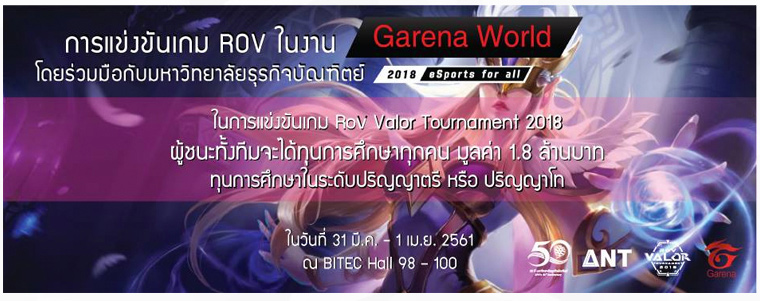 การแข่งขันเกม ROV ในงาน Garena World
โดยร่วมมือกับมหาวิทยาลัยธุรกิจบัณฑิตย์ 2018 eSports for all
ในการแข่งขันเกม RoV Valor Tournament 2018
ผู้ชนะทั้งทีมจะได้ทุนการศึกษาทุกคน มูลค่า 1.8 ล้านบาท
ทุนการศึกษาในระดับปริญญาตรี หรือ ปริญญาโท
ในวันที่ 31 มี.ค. - 1 เม.ย. 2561
ณ BITEC Hall 98 - 100
50 ANT VALOR Garena